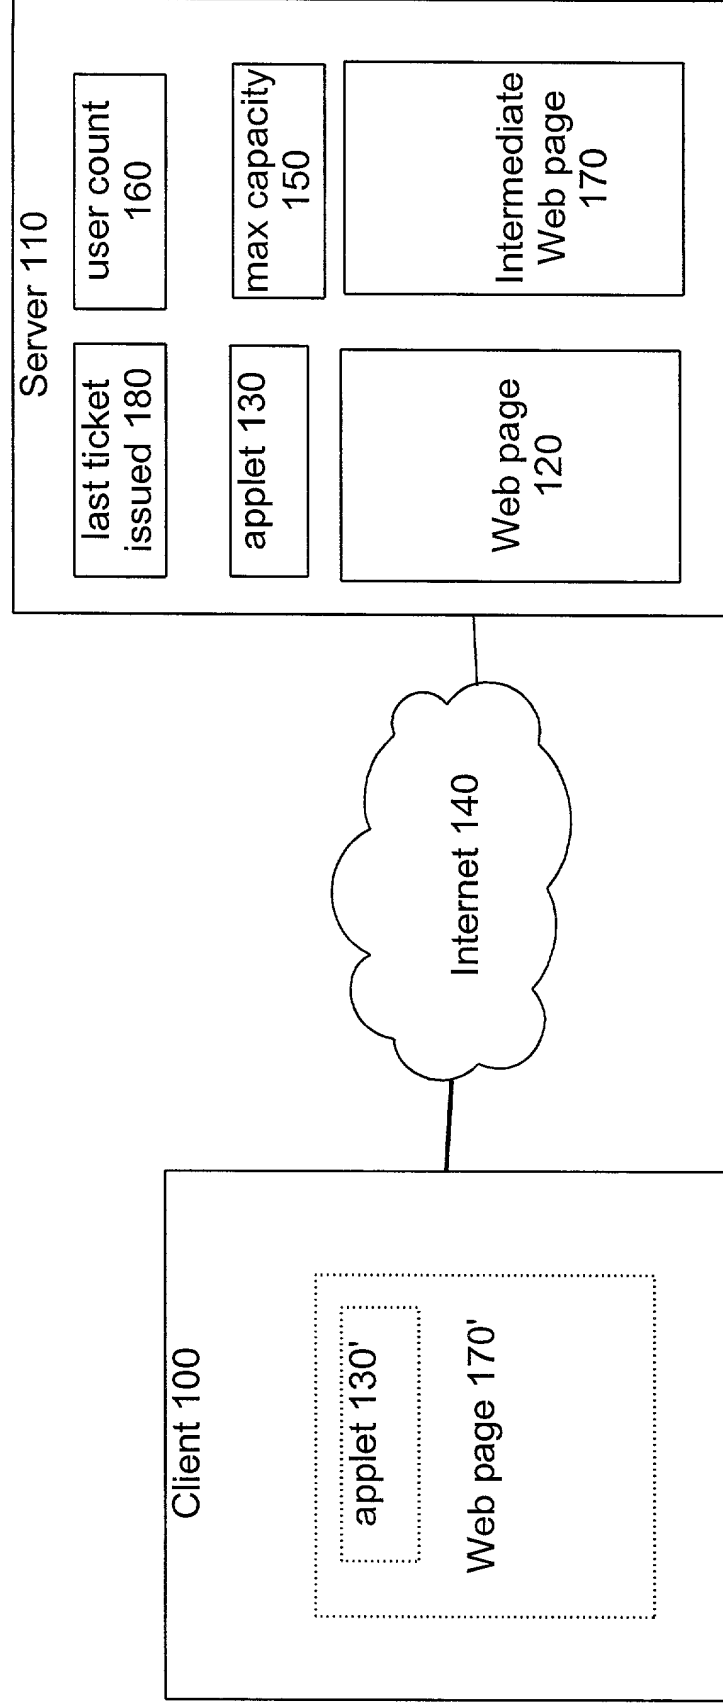 Client 100
applet 130'
Web page 170'
Internet 140
Server 110
last ticket
issued 180
user count
160
applet 130
max capacity
150
Web page
120
Intermediate
Web page
170